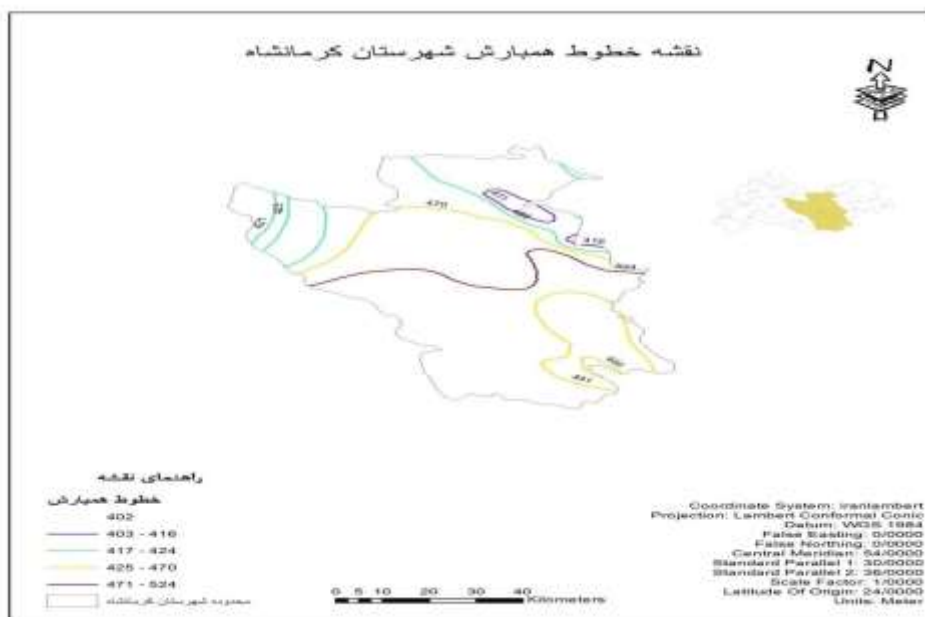 نقشه خطوط همبارش شهرستان کرمانشاه
N
470
416
441
راهنمای نقشه
خطوط همبارش
402
403 - 416
417 - 424
425 - 470
471 - 524
محدوده شهرستان کرمانشاه
0 5 10 20 30 40
Kilometers
Coordinate System: iranlambert
Projection: Lambert Conformal Conic
Datum: WGS 1984
False Easting: 0/0000
False Northing: 0/0000
Central Meridian: 54/0000
Standard Parallel 1: 30/0000
Standard Parallel 2: 36/0000
Scale Factor: 1/0000
Latitude Of Origin: 24/0000
Units: Meter